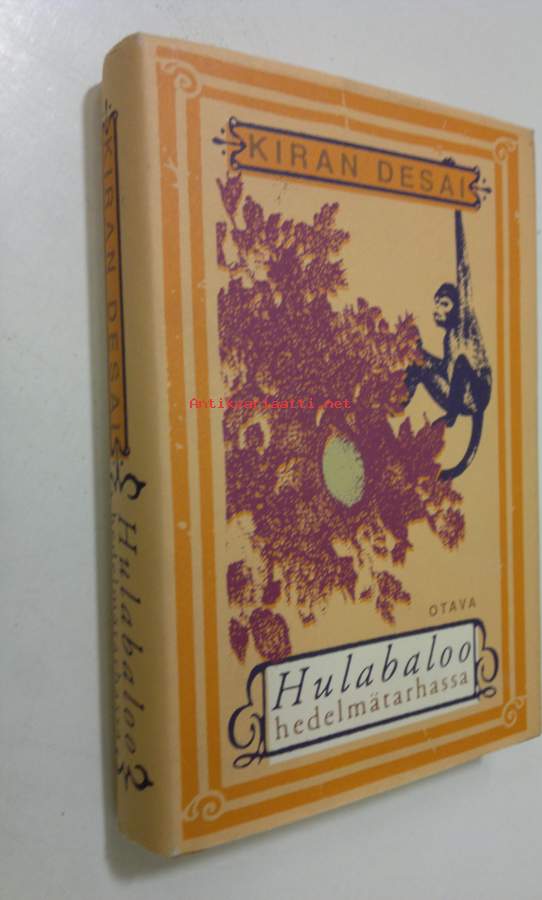 KIRAN DESAI
OTAVA
Hulabaloo
hedelmätarhassa
KIRAN DESAI
Hulabaloo
hedelmätarhassa
Antikvariaatti.net